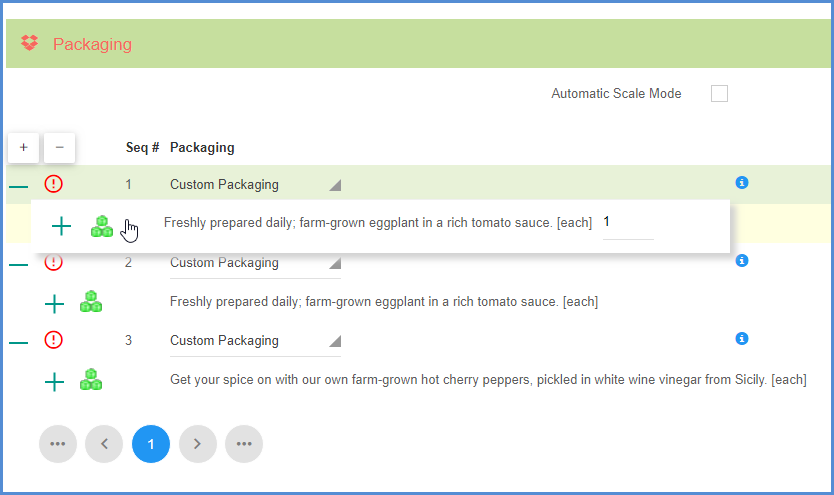 Packaging
Automatic Scale Mode
+ −
Seq # Packaging
1 Custom Packaging
Freshly prepared daily; farm-grown eggplant in a rich tomato sauce. [each] 1
2 Custom Packaging
Freshly prepared daily; farm-grown eggplant in a rich tomato sauce. [each]
3 Custom Packaging
Get your spice on with our own farm-grown hot cherry peppers, pickled in white wine vinegar from Sicily. [each]
••• < 1 > •••